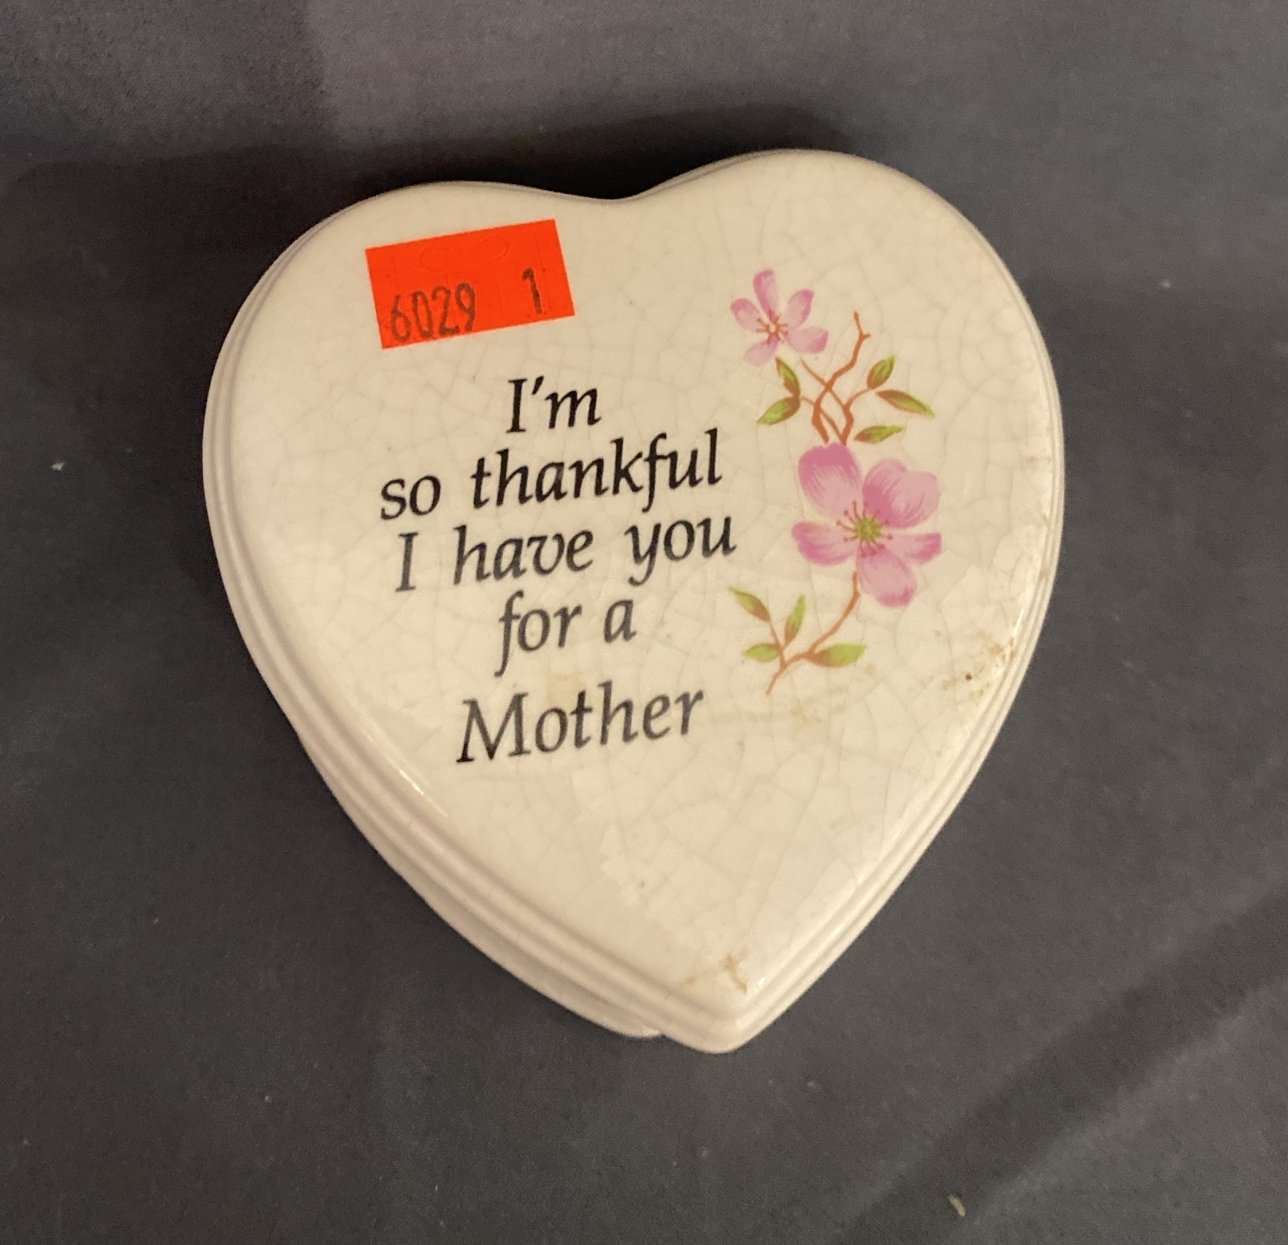 6029 1
I'm
so thankful
I have you
for a
Mother